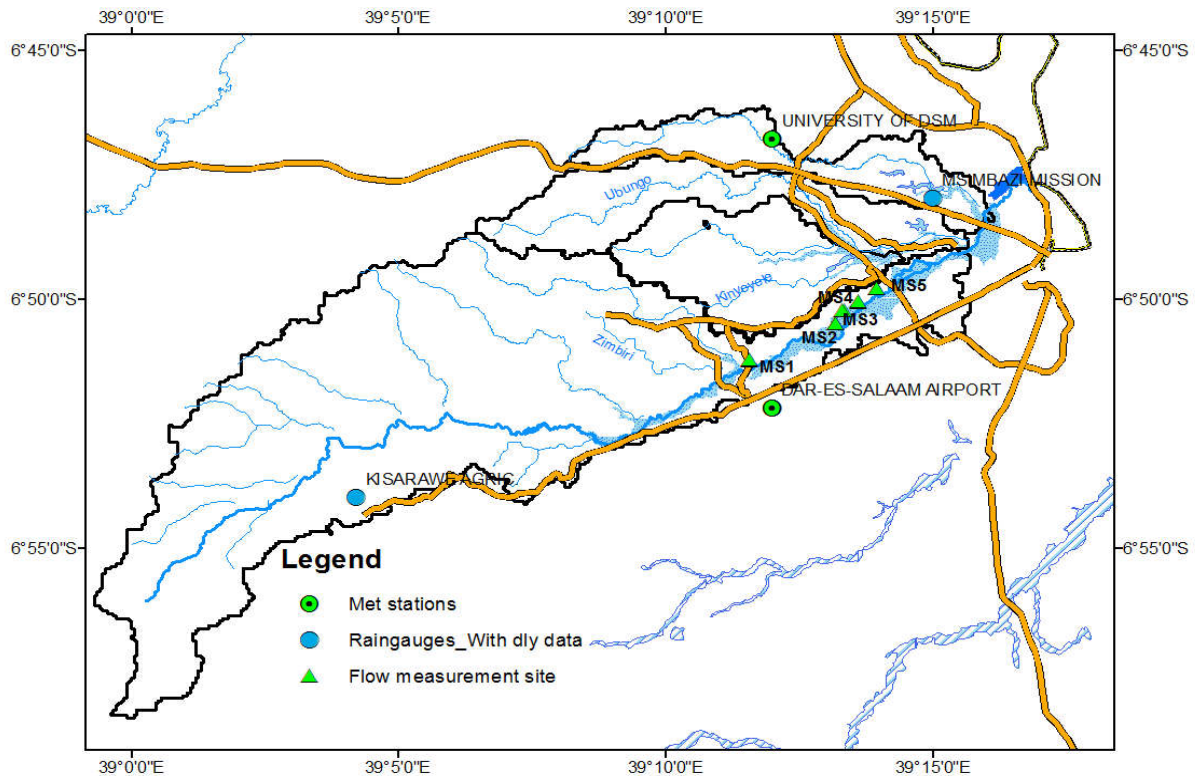 39°0'0"E
39°5'0"E
39°10'0"E
39°15'0"E
6°45'0"S
6°45'0"S
UNIVERSITY OF DSM
MSIMBAZI MISSION
Ubungo
Kinyeyele
6°50'0"S
MS5
6°50'0"S
MS4
MS3
MS2
Zimbiri
MS1
DAR-ES-SALAAM AIRPORT
KISARAWE AGRIC
6°55'0"S
6°55'0"S
Legend
Met stations
Raingauges_With dly data
Flow measurement site
39°0'0"E
39°5'0"E
39°10'0"E
39°15'0"E